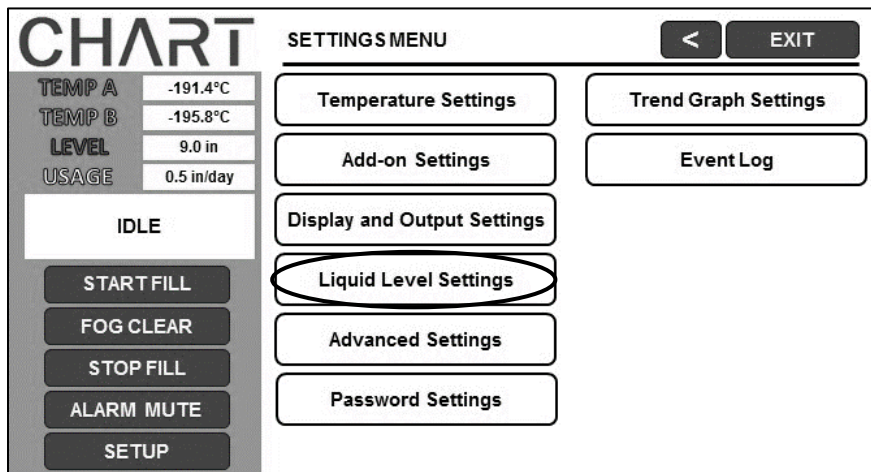 CHART
TEMP A -191.4°C
TEMP B -195.8°C
LEVEL 9.0 in
USAGE 0.5 in/day
IDLE
START FILL
FOG CLEAR
STOP FILL
ALARM MUTE
SETUP
SETTINGS MENU
< EXIT
Temperature Settings
Add-on Settings
Display and Output Settings
Liquid Level Settings
Advanced Settings
Password Settings
Trend Graph Settings
Event Log